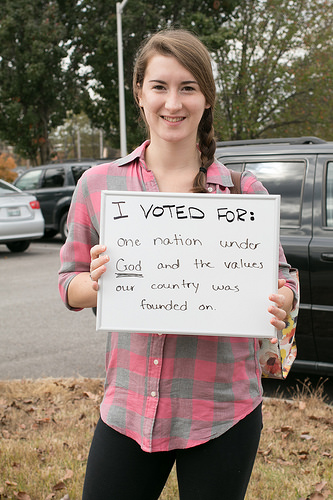 I VOTED FOR:
one nation under
God and the values
our country was
founded on.